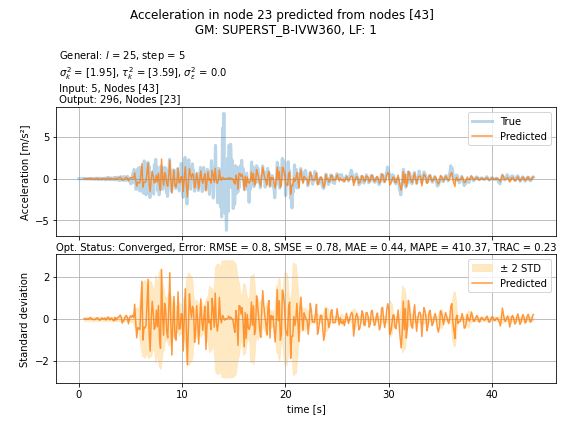 Acceleration in node 23 predicted from nodes [43]
GM: SUPERST_B-IVW360, LF: 1
General: l = 25, step = 5
σ²ₖ = [1.95], τ²ₖ = [3.59], σ²ₑ = 0.0
Input: 5, Nodes [43]
Output: 296, Nodes [23]
Acceleration [m/s²]
5
0
−5
True
Predicted
Opt. Status: Converged, Error: RMSE = 0.8, SMSE = 0.78, MAE = 0.44, MAPE = 410.37, TRAC = 0.23
Standard deviation
2
0
−2
± 2 STD
Predicted
0
10
20
30
40
time [s]